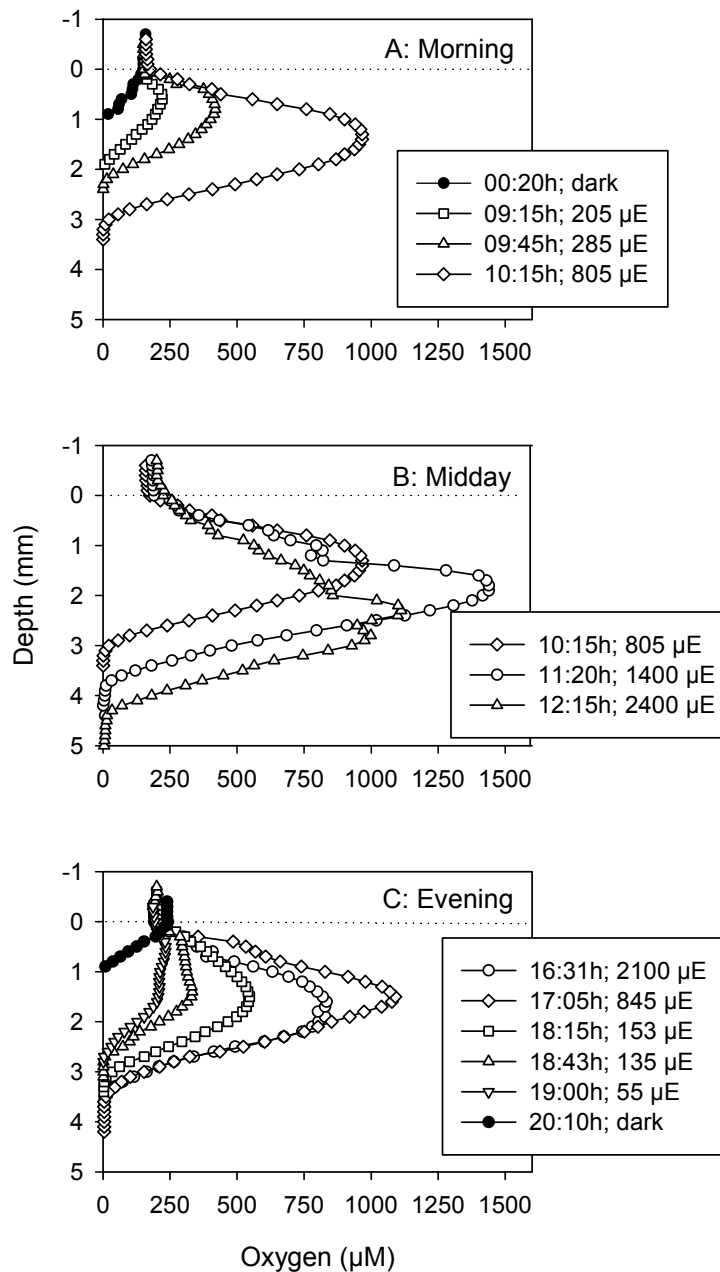 A: Morning
-1
0
1
2
3
4
5
00:20h; dark
09:15h; 205 µE
09:45h; 285 µE
10:15h; 805 µE
0 250 500 750 1000 1250 1500
B: Midday
-1
0
1
2
3
4
5
Depth (mm)
10:15h; 805 µE
11:20h; 1400 µE
12:15h; 2400 µE
0 250 500 750 1000 1250 1500
C: Evening
-1
0
1
2
3
4
5
16:31h; 2100 µE
17:05h; 845 µE
18:15h; 153 µE
18:43h; 135 µE
19:00h; 55 µE
20:10h; dark
0 250 500 750 1000 1250 1500
Oxygen (µM)